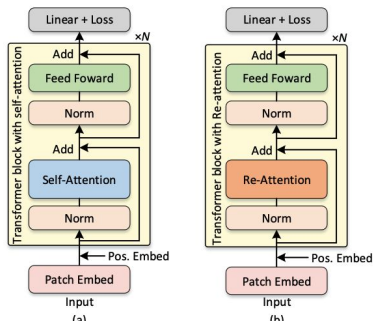 Linear + Loss
×N
Add
Feed Foward
Norm
Add
Self-Attention
Norm
Transformer block with self-attention
Pos. Embed
Patch Embed
Input
(a)
Linear + Loss
×N
Add
Feed Foward
Norm
Add
Re-Attention
Norm
Transformer block with Re-attention
Pos. Embed
Patch Embed
Input
(b)